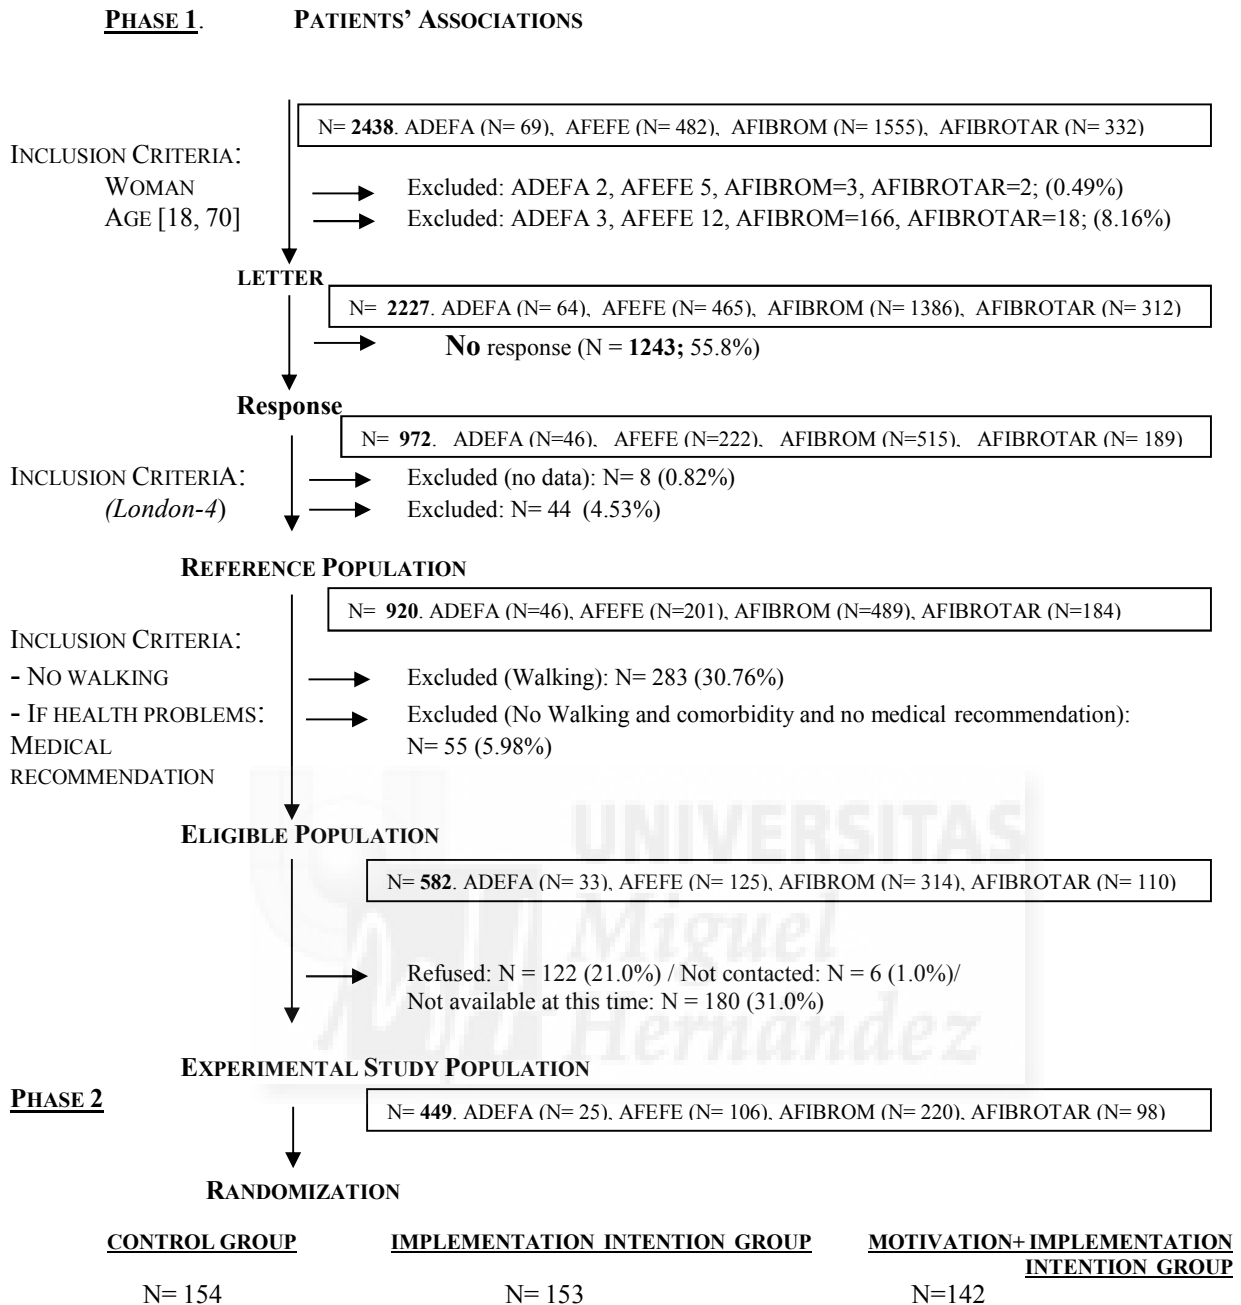 PHASE 1. PATIENTS’ ASSOCIATIONS
N= 2438. ADEFA (N= 69), AFEFE (N= 482), AFIBROM (N= 1555), AFIBROTAR (N= 332)
INCLUSION CRITERIA:
WOMAN Excluded: ADEFA 2, AFEFE 5, AFIBROM=3, AFIBROTAR=2; (0.49%)
AGE [18, 70] Excluded: ADEFA 3, AFEFE 12, AFIBROM=166, AFIBROTAR=18; (8.16%)
LETTER
N= 2227. ADEFA (N= 64), AFEFE (N= 465), AFIBROM (N= 1386), AFIBROTAR (N= 312)
No response (N = 1243; 55.8%)
Response
N= 972. ADEFA (N=46), AFEFE (N=222), AFIBROM (N=515), AFIBROTAR (N= 189)
INCLUSION CRITERIA: Excluded (no data): N= 8 (0.82%)
(London-4) Excluded: N= 44 (4.53%)
REFERENCE POPULATION
N= 920. ADEFA (N=46), AFEFE (N=201), AFIBROM (N=489), AFIBROTAR (N=184)
INCLUSION CRITERIA:
- NO WALKING Excluded (Walking): N= 283 (30.76%)
- IF HEALTH PROBLEMS: Excluded (No Walking and comorbidity and no medical recommendation):
MEDICAL N= 55 (5.98%)
RECOMMENDATION
UNIVERSITAS
ELIGIBLE POPULATION
N= 582. ADEFA (N= 33), AFEFE (N= 125), AFIBROM (N= 314), AFIBROTAR (N= 110)
Miguel
Refused: N = 122 (21.0%) / Not contacted: N = 6 (1.0%)/
Not available at this time: N = 180 (31.0%)
Hernández
EXPERIMENTAL STUDY POPULATION
PHASE 2
N= 449. ADEFA (N= 25), AFEFE (N= 106), AFIBROM (N= 220), AFIBROTAR (N= 98)
RANDOMIZATION
CONTROL GROUP IMPLEMENTATION INTENTION GROUP MOTIVATION+ IMPLEMENTATION
INTENTION GROUP
N= 154 N= 153 N=142